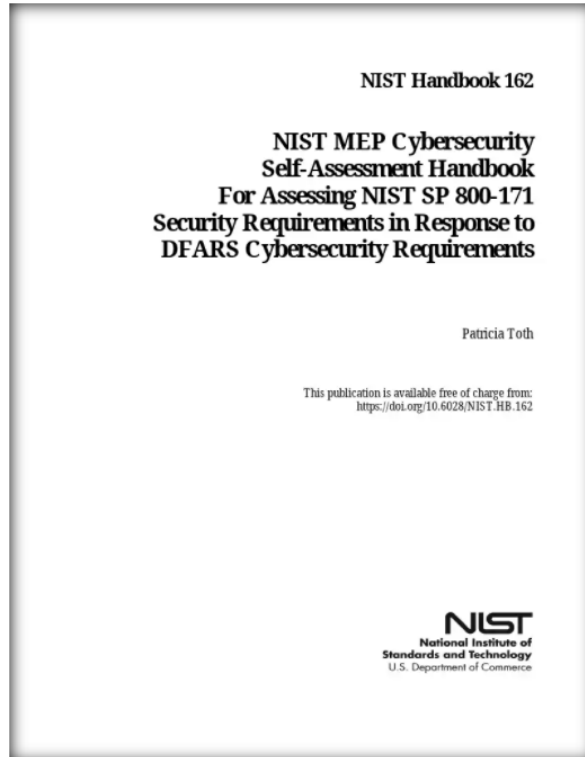 NIST Handbook 162
NIST MEP Cybersecurity
Self-Assessment Handbook
For Assessing NIST SP 800-171
Security Requirements in Response to
DFARS Cybersecurity Requirements
Patricia Toth
This publication is available free of charge from:
https://doi.org/10.6028/NIST.HB.162
NIST
National Institute of
Standards and Technology
U.S. Department of Commerce